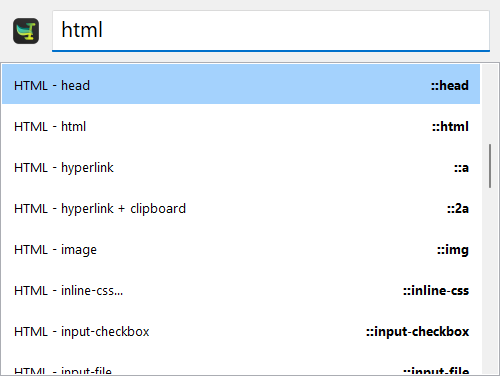 html
HTML - head ::head
HTML - html ::html
HTML - hyperlink ::a
HTML - hyperlink + clipboard ::2a
HTML - image ::img
HTML - inline-css... ::inline-css
HTML - input-checkbox ::input-checkbox
HTML - input-file ::input-file